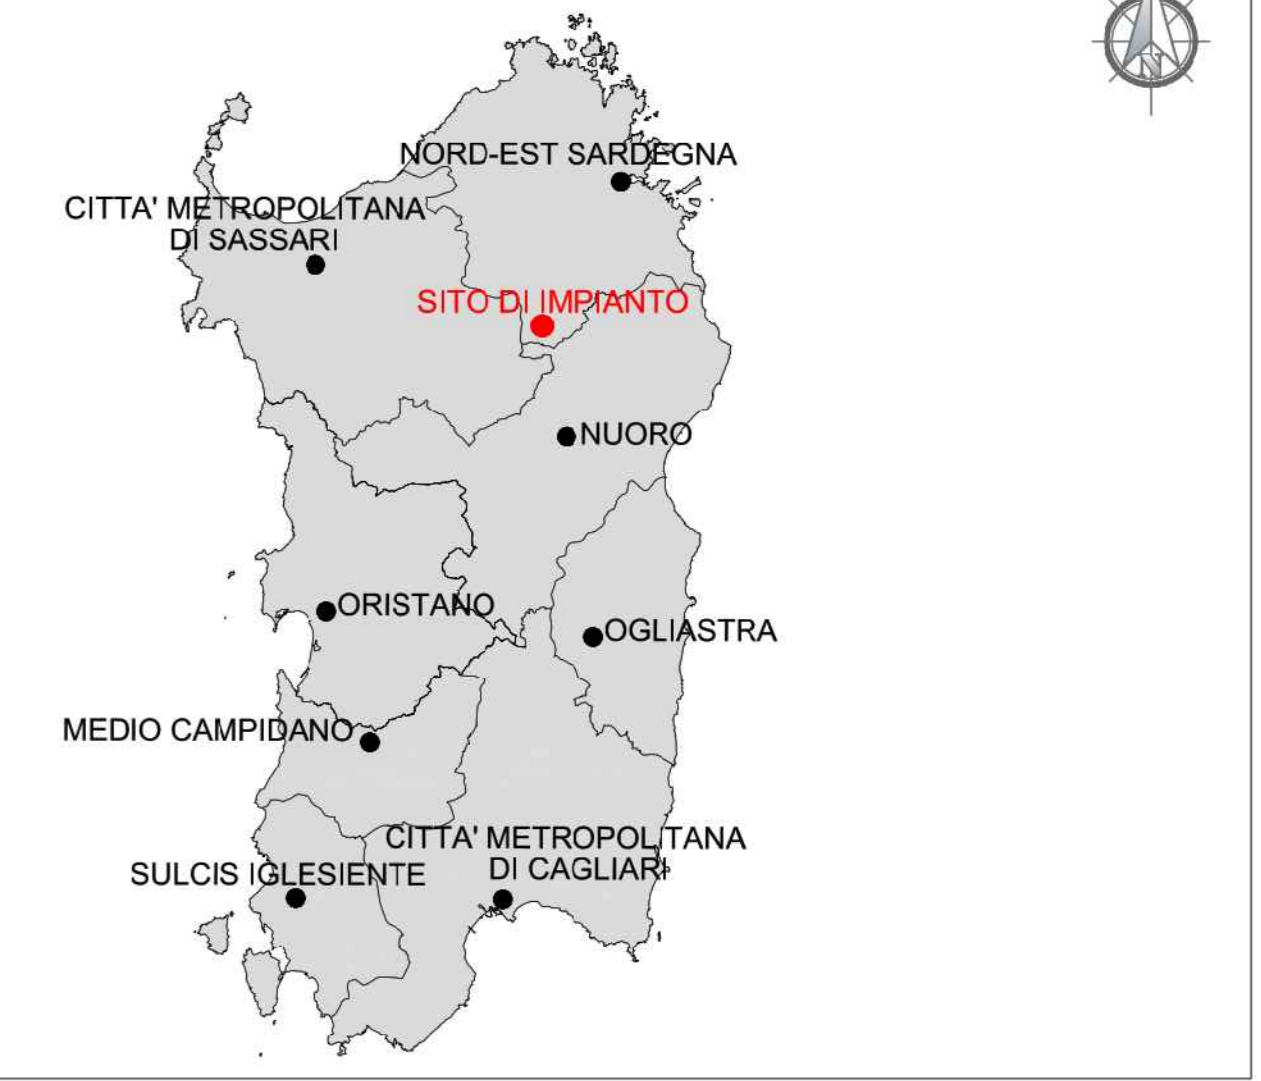 N
NORD-EST SARDEGNA
CITTA' METROPOLITANA
DI SASSARI
SITO DI IMPIANTO
NUORO
ORISTANO
OGLIASTRA
MEDIO CAMPIDANO
CITTA' METROPOLITANA
DI CAGLIARI
SULCIS IGLESIENTE